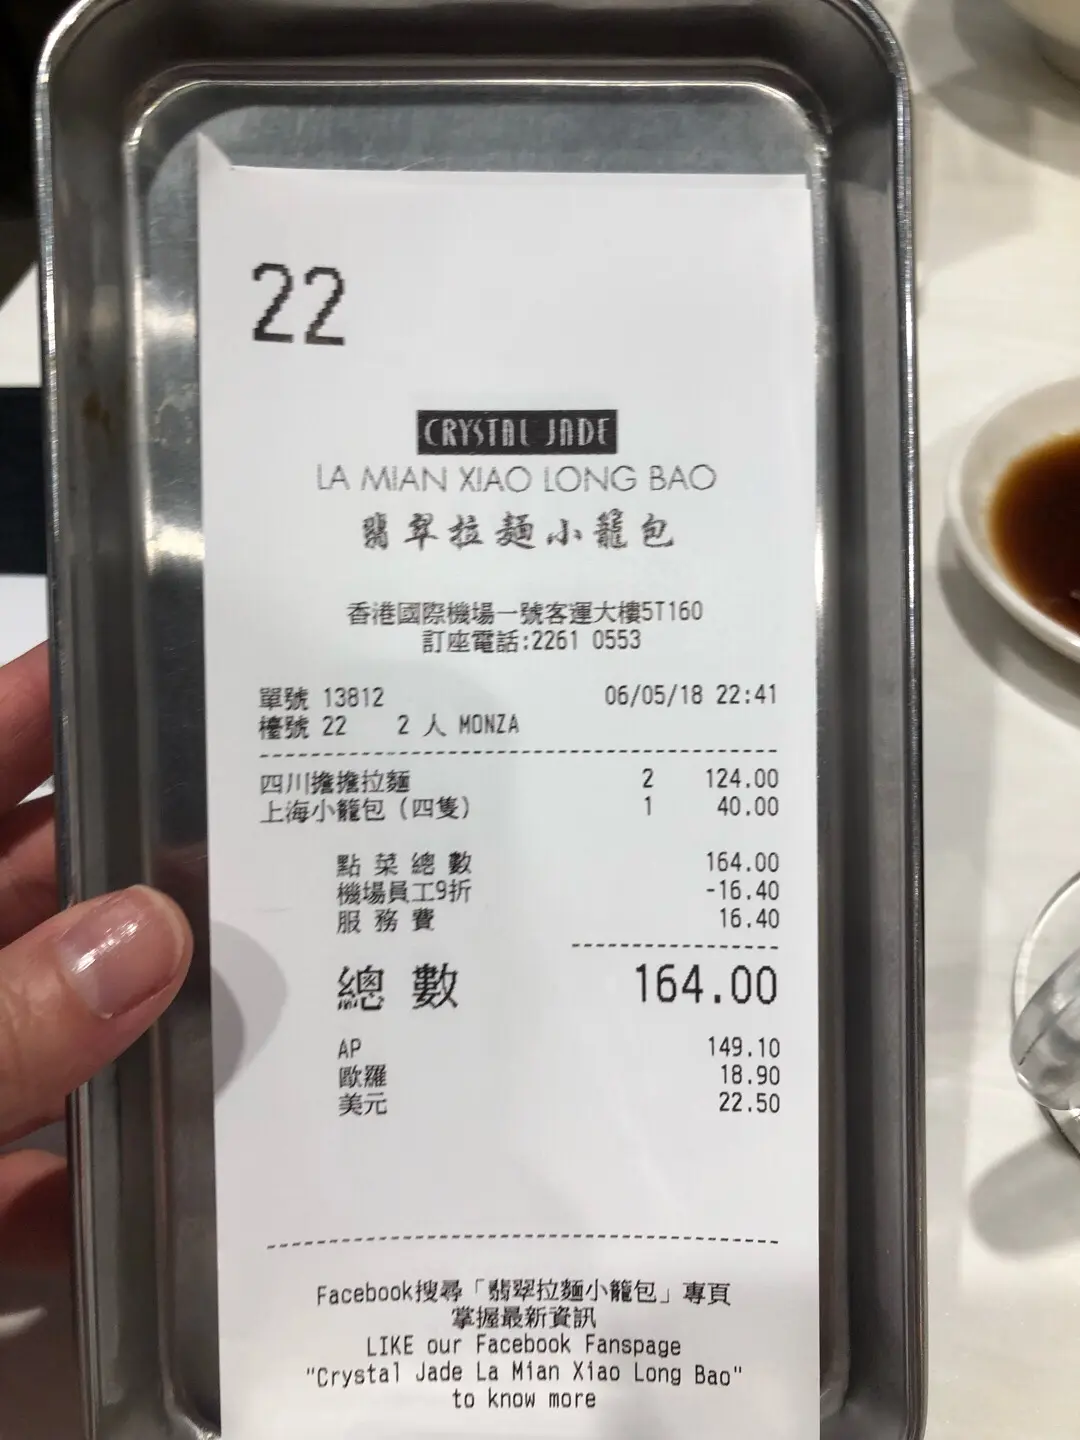 22
CRYSTAL JADE
LA MIAN XIAO LONG BAO
翡翠拉麵小籠包
香港國際機場一號客運大樓5T160
訂座電話:2261 0553
單號 13812 06/05/18 22:41
檯號 22 2 人 MONZA
四川擔擔拉麵 2 124.00
上海小籠包（四隻） 1 40.00
點 菜 總 數 164.00
機場員工9折 -16.40
服 務 費 16.40
總 數 164.00
AP 149.10
歐羅 18.90
美元 22.50
Facebook搜尋「翡翠拉麵小籠包」專頁
掌握最新資訊
LIKE our Facebook Fanspage
"Crystal Jade La Mian Xiao Long Bao"
to know more